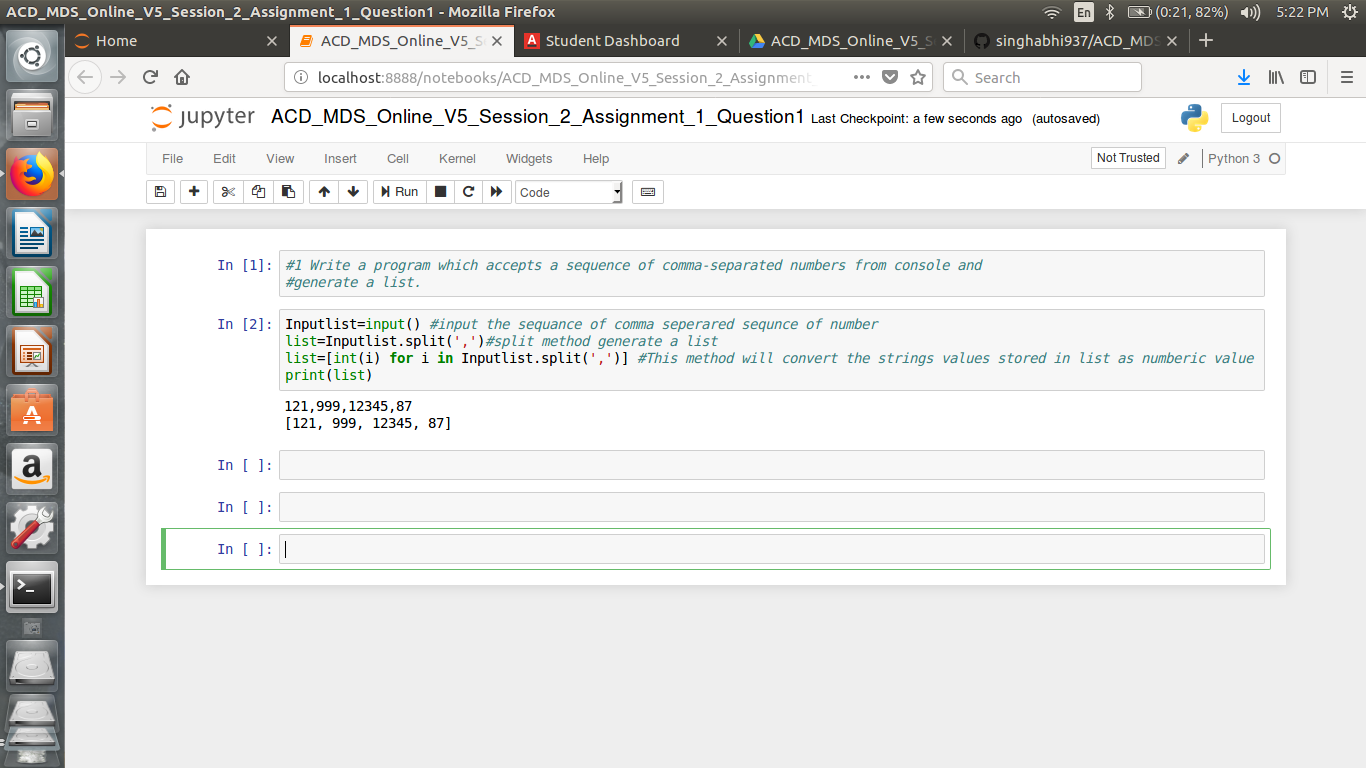 ACD_MDS_Online_V5_Session_2_Assignment_1_Question1 - Mozilla Firefox
En
(0:21, 82%)
5:22 PM
Home
ACD_MDS_Online_V5_S
Student Dashboard
ACD_MDS_Online_V5_S
singhabhi937/ACD_MDS
localhost:8888/notebooks/ACD_MDS_Online_V5_Session_2_Assignment
Search
jupyter
ACD_MDS_Online_V5_Session_2_Assignment_1_Question1 Last Checkpoint: a few seconds ago (autosaved)
Logout
File Edit View Insert Cell Kernel Widgets Help
Not Trusted
Python 3
Run
Code
In [1]:
#1 Write a program which accepts a sequence of comma-separated numbers from console and
#generate a list.
In [2]:
Inputlist=input() #input the sequance of comma seperared sequnce of number
list=Inputlist.split(',')#split method generate a list
list=[int(i) for i in Inputlist.split(',')] #This method will convert the strings values stored in list as numberic value
print(list)
121,999,12345,87
[121, 999, 12345, 87]
In [ ]:
In [ ]:
In [ ]: